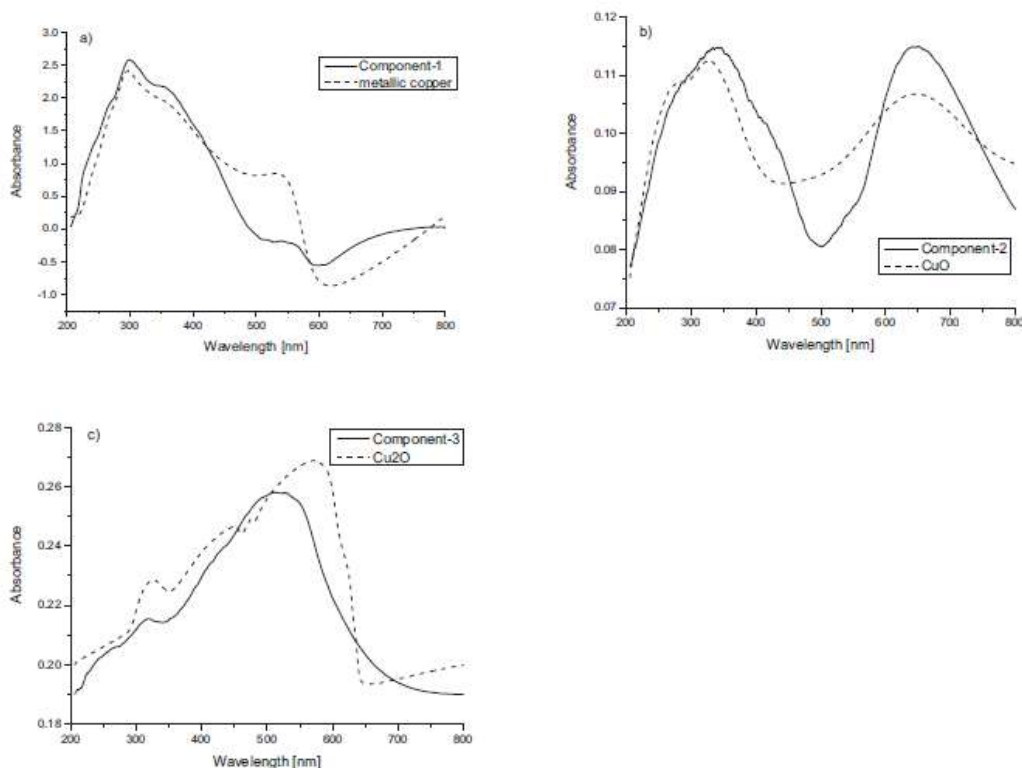 a)
3.0
2.5
2.0
1.5
1.0
0.5
0.0
-0.5
-1.0
Absorbance
Component-1
metallic copper
200 300 400 500 600 700 800
Wavelength [nm]
b)
0.12
0.11
0.10
0.09
0.08
0.07
Absorbance
Component-2
CuO
200 300 400 500 600 700 800
Wavelength [nm]
c)
0.28
0.26
0.24
0.22
0.20
0.18
Absorbance
Component-3
Cu2O
200 300 400 500 600 700 800
Wavelength [nm]